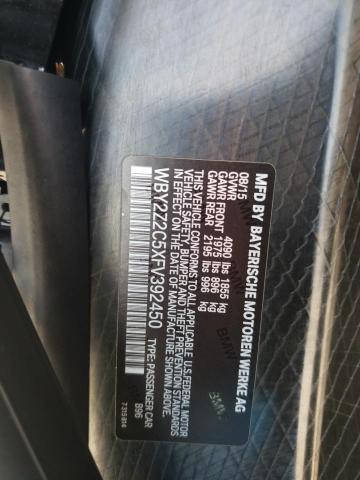 MFD BY BAYERISCHE MOTOREN WERKE AG
08/15
GVWR 4090 lbs 1855 kg
GAWR FRONT 1975 lbs 896 kg
GAWR REAR 2195 lbs 996 kg
THIS VEHICLE CONFORMS TO ALL APPLICABLE U.S. FEDERAL MOTOR
VEHICLE SAFETY, BUMPER AND THEFT PREVENTION STANDARDS
IN EFFECT ON THE DATE OF MANUFACTURE SHOWN ABOVE.
WBY2Z2C5XFV392450 TYPE: PASSENGER CAR
B96
BMW
BMW